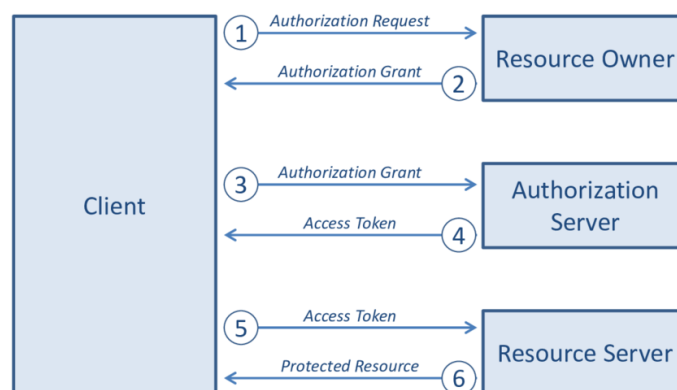 Authorization Request
1
Resource Owner
Authorization Grant
2
Client
Authorization Grant
3
Authorization
Server
Access Token
4
Access Token
5
Resource Server
Protected Resource
6